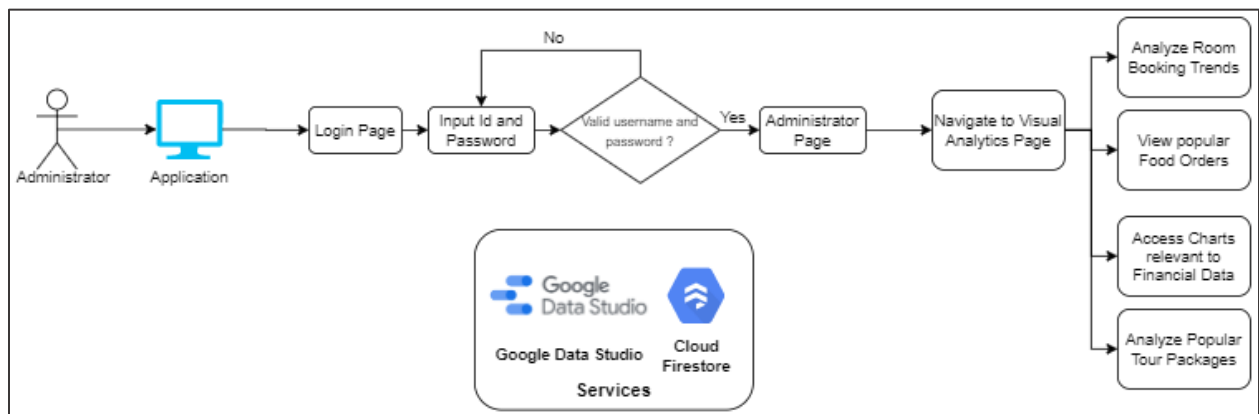 No
Analyze Room
Booking Trends
Administrator
Application
Login Page
Input Id and
Password
Valid username and
password ?
Yes
Administrator
Page
Navigate to Visual
Analytics Page
View popular
Food Orders
Access Charts
relevant to
Financial Data
Analyze Popular
Tour Packages
Google
Data Studio
Google Data Studio
Cloud
Firestore
Services